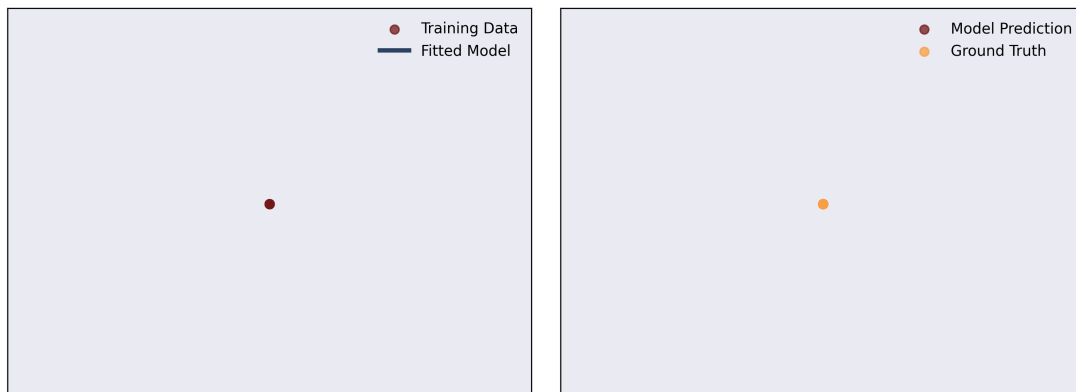 Training Data
Fitted Model
Model Prediction
Ground Truth